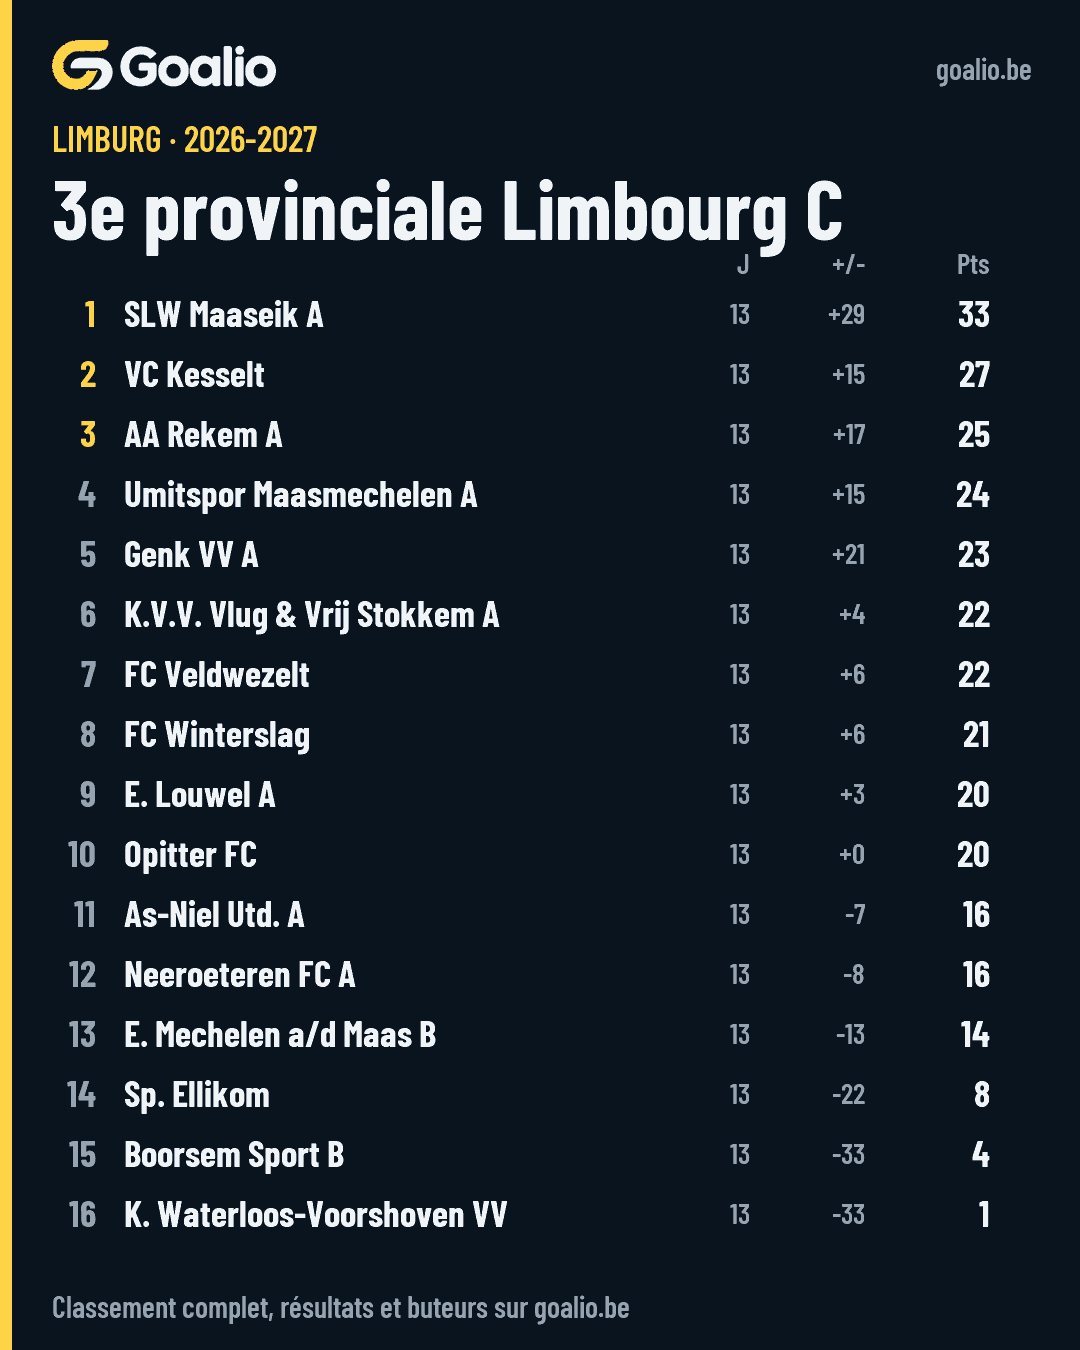 Goalio
goalio.be
LIMBURG · 2026-2027
3e provinciale Limbourg C
J +/- Pts
1 SLW Maaseik A 13 +29 33
2 VC Kesselt 13 +15 27
3 AA Rekem A 13 +17 25
4 Umitspor Maasmechelen A 13 +15 24
5 Genk VV A 13 +21 23
6 K.V.V. Vlug & Vrij Stokkem A 13 +4 22
7 FC Veldwezelt 13 +6 22
8 FC Winterslag 13 +6 21
9 E. Louwel A 13 +3 20
10 Opitter FC 13 +0 20
11 As-Niel Utd. A 13 -7 16
12 Neeroeteren FC A 13 -8 16
13 E. Mechelen a/d Maas B 13 -13 14
14 Sp. Ellikom 13 -22 8
15 Boorsem Sport B 13 -33 4
16 K. Waterloos-Voorshoven VV 13 -33 1
Classement complet, résultats et buteurs sur goalio.be